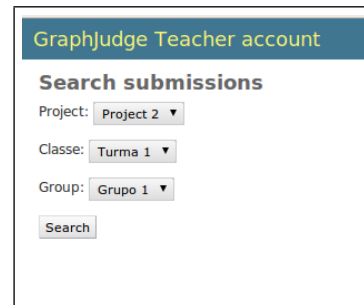 GraphJudge Teacher account
Search submissions
Project: Project 2
Classe: Turma 1
Group: Grupo 1
Search